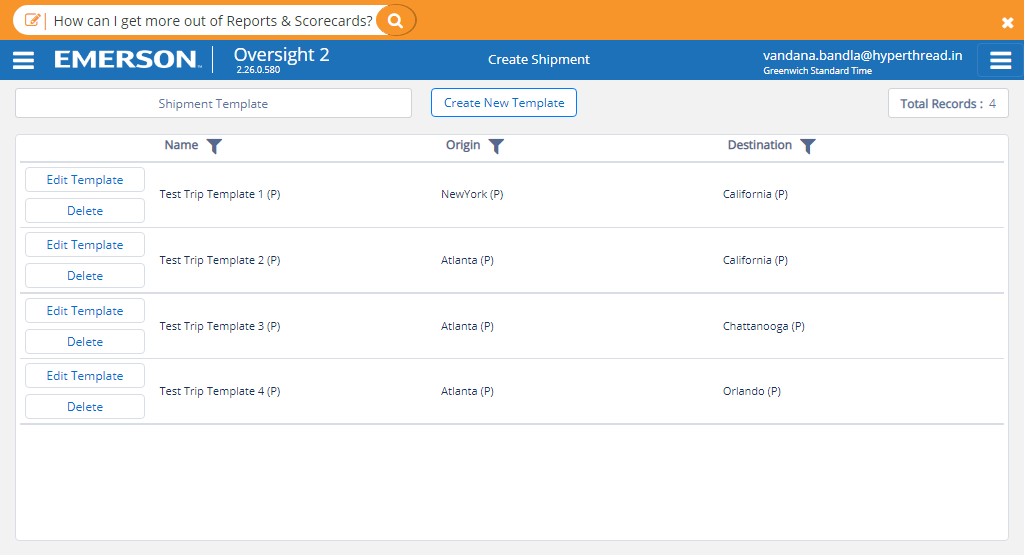 How can I get more out of Reports & Scorecards?
EMERSON™ Oversight 2 Create Shipment vandana.bandla@hyperthread.in
2.26.0.580 Greenwich Standard Time
Shipment Template Create New Template Total Records : 4
Name Origin Destination
Edit Template
Test Trip Template 1 (P) NewYork (P) California (P)
Delete
Edit Template
Test Trip Template 2 (P) Atlanta (P) California (P)
Delete
Edit Template
Test Trip Template 3 (P) Atlanta (P) Chattanooga (P)
Delete
Edit Template
Test Trip Template 4 (P) Atlanta (P) Orlando (P)
Delete